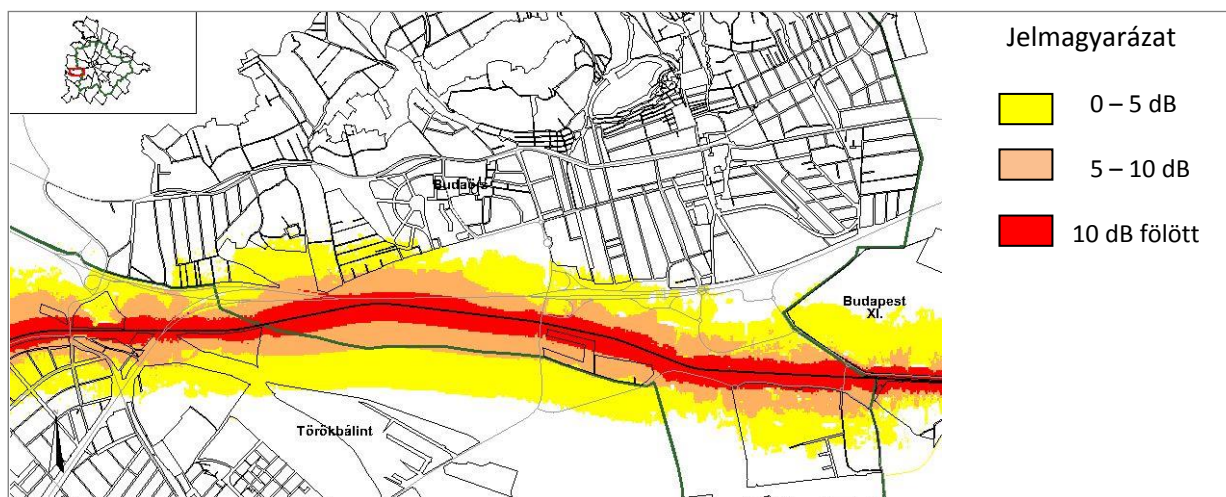 Jelmagyarázat
0 – 5 dB
5 – 10 dB
10 dB fölött
Budaörs
Budapest
XI.
Törökbálint